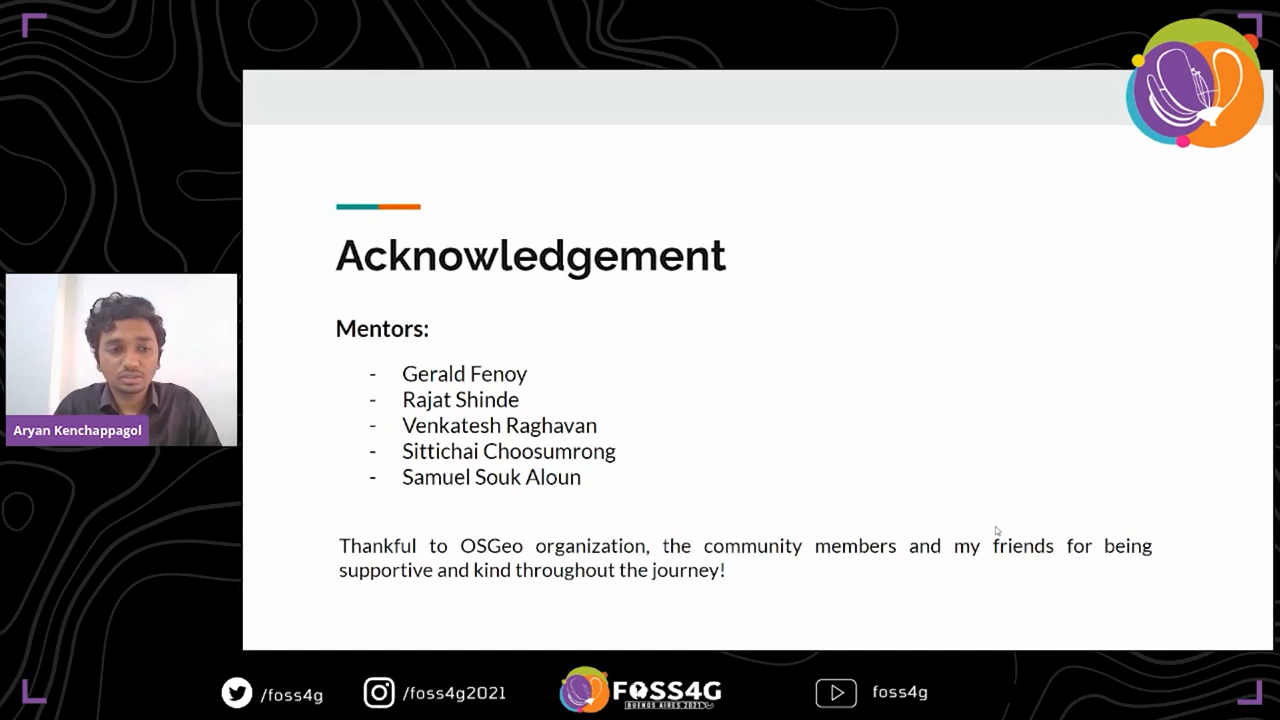 Acknowledgement
Mentors:
- Gerald Fenoy
- Rajat Shinde
- Venkatesh Raghavan
- Sittichai Choosumrong
- Samuel Souk Aloun
Thankful to OSGeo organization, the community members and my friends for being
supportive and kind throughout the journey!
Aryan Kenchappagol
/foss4g
/foss4g2021
FOSS4G
BUENOS AIRES 2021
foss4g